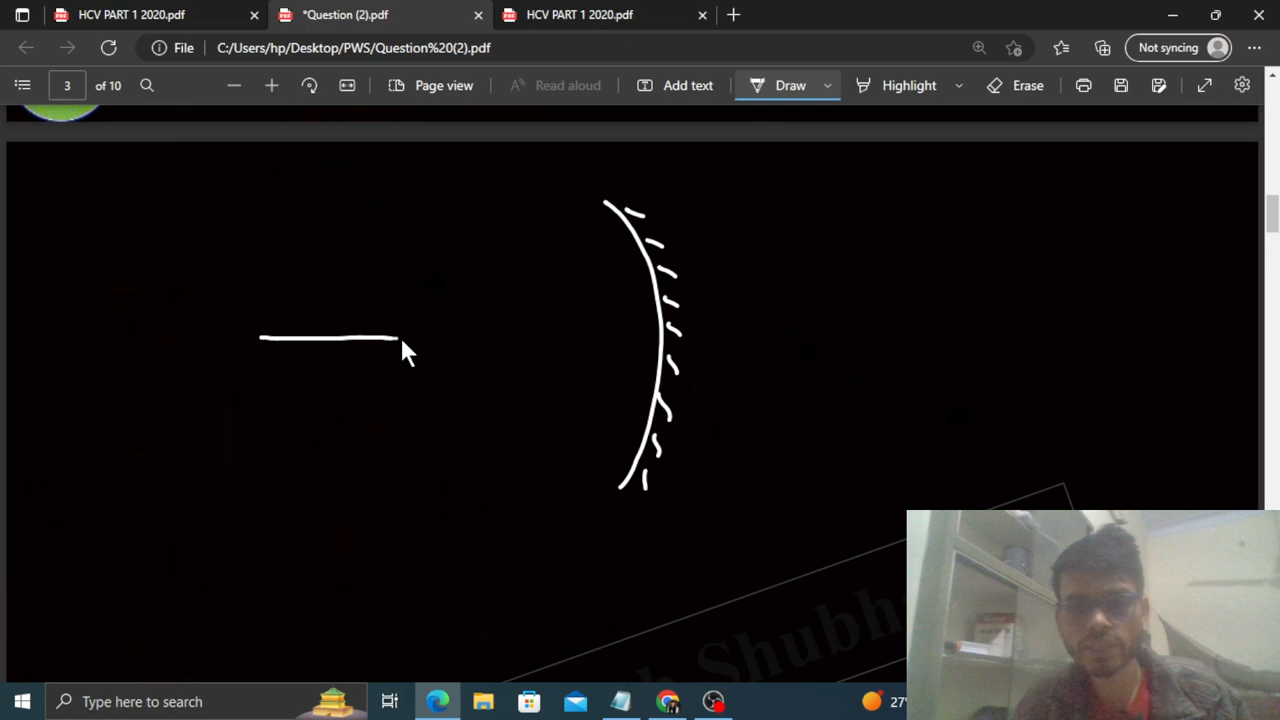 HCV PART 1 2020.pdf
*Question (2).pdf
HCV PART 1 2020.pdf
File
C:/Users/hp/Desktop/PWS/Question%20(2).pdf
Not syncing
3 of 10
Page view
Read aloud
Add text
Draw
Highlight
Erase
Type here to search
27°